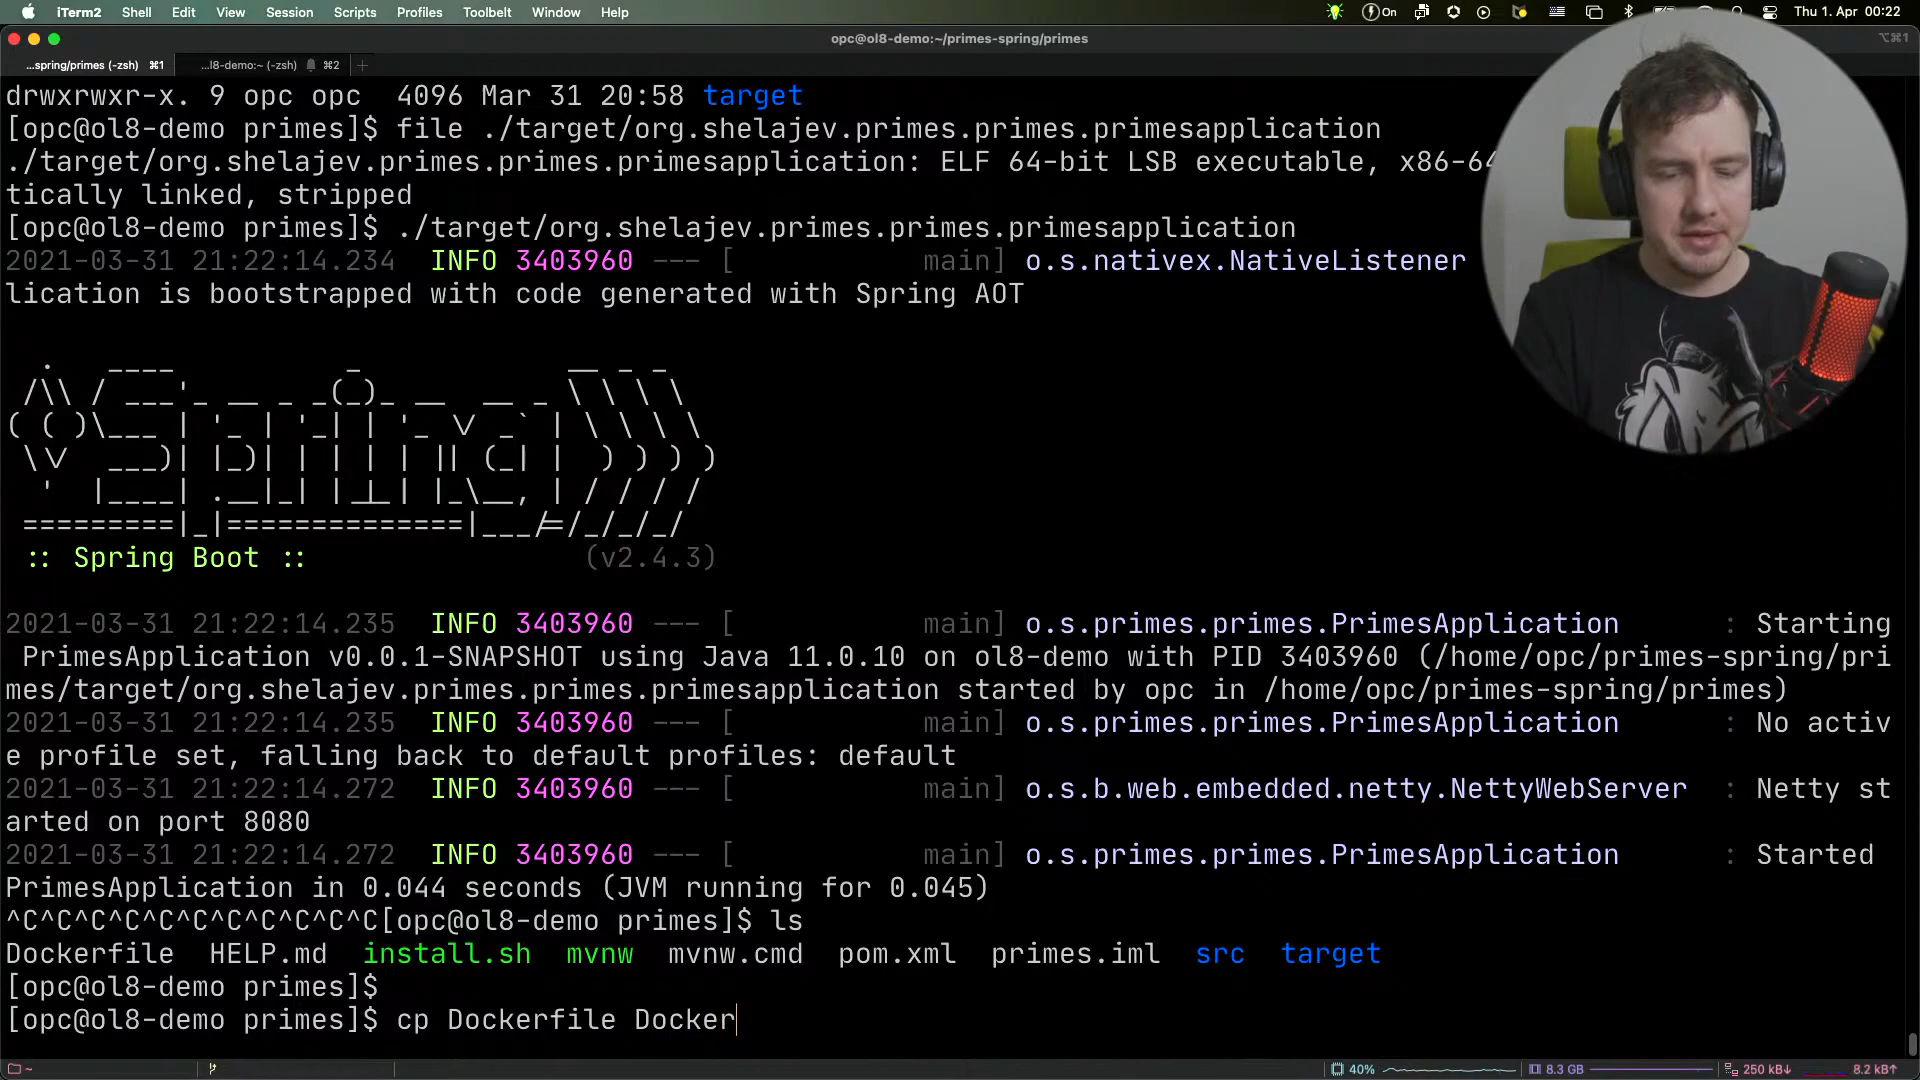 iTerm2 Shell Edit View Session Scripts Profiles Toolbelt Window Help On Thu 1. Apr 00:22
opc@ol8-demo:~/primes-spring/primes ⌥⌘1
...spring/primes (-zsh) ⌘1 ...l8-demo:~ (-zsh) ⌘2 +
drwxrwxr-x. 9 opc opc 4096 Mar 31 20:58 target
[opc@ol8-demo primes]$ file ./target/org.shelajev.primes.primes.primesapplication
./target/org.shelajev.primes.primes.primesapplication: ELF 64-bit LSB executable, x86-64
tically linked, stripped
[opc@ol8-demo primes]$ ./target/org.shelajev.primes.primes.primesapplication
2021-03-31 21:22:14.234 INFO 3403960 --- [ main] o.s.nativex.NativeListener
lication is bootstrapped with code generated with Spring AOT
Spring
:: Spring Boot :: (v2.4.3)
2021-03-31 21:22:14.235 INFO 3403960 --- [ main] o.s.primes.primes.PrimesApplication : Starting
PrimesApplication v0.0.1-SNAPSHOT using Java 11.0.10 on ol8-demo with PID 3403960 (/home/opc/primes-spring/pri
mes/target/org.shelajev.primes.primes.primesapplication started by opc in /home/opc/primes-spring/primes)
2021-03-31 21:22:14.235 INFO 3403960 --- [ main] o.s.primes.primes.PrimesApplication : No activ
e profile set, falling back to default profiles: default
2021-03-31 21:22:14.272 INFO 3403960 --- [ main] o.s.b.web.embedded.netty.NettyWebServer : Netty st
arted on port 8080
2021-03-31 21:22:14.272 INFO 3403960 --- [ main] o.s.primes.primes.PrimesApplication : Started
PrimesApplication in 0.044 seconds (JVM running for 0.045)
^C^C^C^C^C^C^C^C^C^C^C[opc@ol8-demo primes]$ ls
Dockerfile HELP.md install.sh mvnw mvnw.cmd pom.xml primes.iml src target
[opc@ol8-demo primes]$
[opc@ol8-demo primes]$ cp Dockerfile Docker
~ 40% 8.3 GB 250 kB↓ 8.2 kB↑